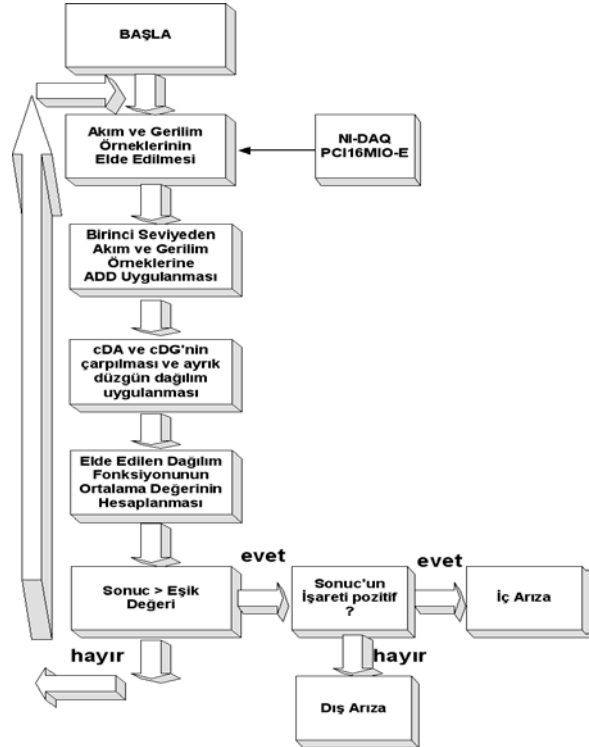 BAŞLA
Akım ve Gerilim
Örneklerinin
Elde Edilmesi
NI-DAQ
PCI16MIO-E
Birinci Seviyeden
Akım ve Gerilim
Örneklerine
ADD Uygulanması
cDA ve cDG'nin
çarpılması ve ayrık
düzgün dağılım
uygulanması
Elde Edilen Dağılım
Fonksiyonunun
Ortalama Değerinin
Hesaplanması
Sonuc > Eşik
Değeri
evet
Sonuc'un
İşareti pozitif
?
evet
İç Arıza
hayır
hayır
Dış Arıza